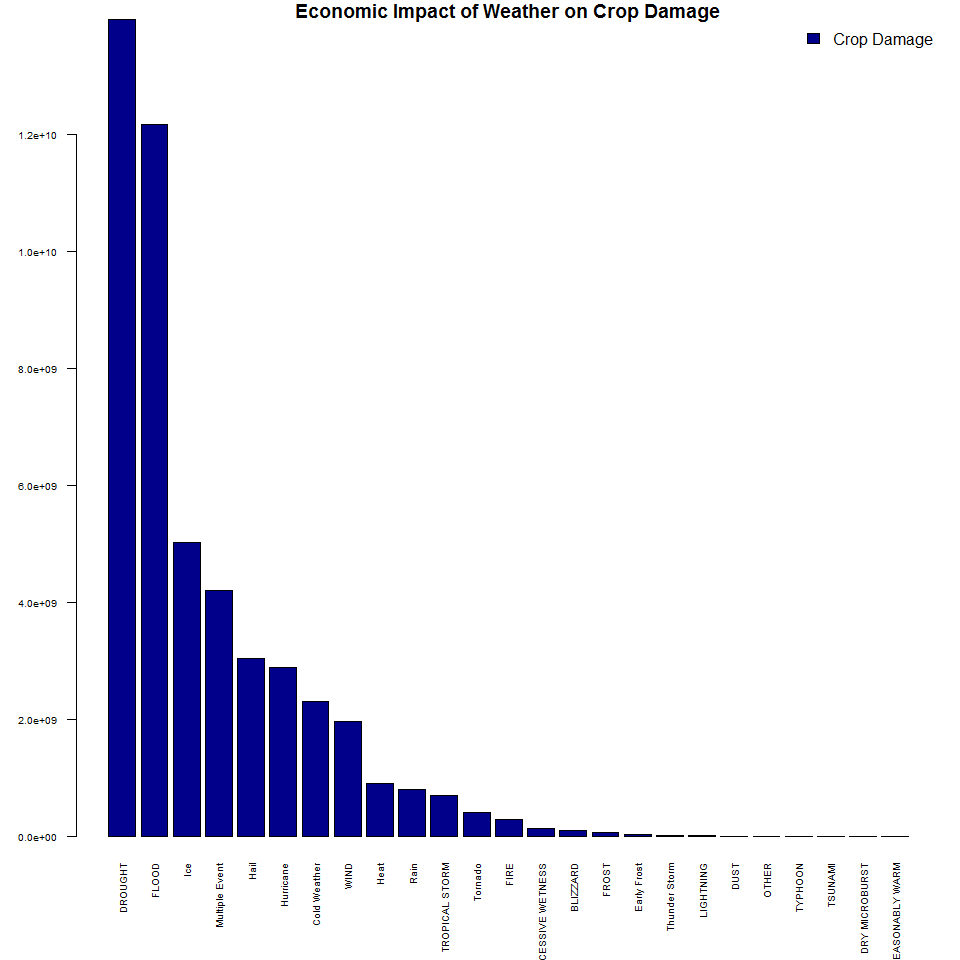 Economic Impact of Weather on Crop Damage
Crop Damage
1.2e+10
1.0e+10
8.0e+09
6.0e+09
4.0e+09
2.0e+09
0.0e+00
DROUGHT
FLOOD
Ice
Multiple Event
Hail
Hurricane
Cold Weather
WIND
Heat
Rain
TROPICAL STORM
Tornado
FIRE
CESSIVE WETNESS
BLIZZARD
FROST
Early Frost
Thunder Storm
LIGHTNING
DUST
OTHER
TYPHOON
TSUNAMI
DRY MICROBURST
EASONABLY WARM